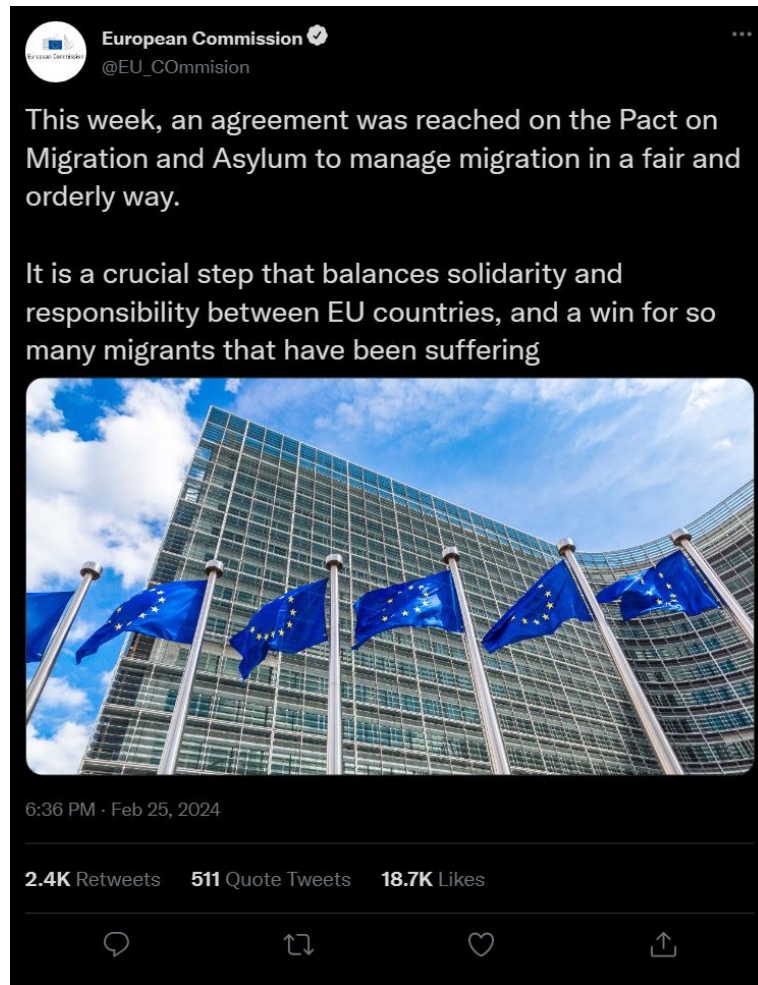 European Commission
@EU_COmmision
This week, an agreement was reached on the Pact on
Migration and Asylum to manage migration in a fair and
orderly way.
It is a crucial step that balances solidarity and
responsibility between EU countries, and a win for so
many migrants that have been suffering
6:36 PM · Feb 25, 2024
2.4K Retweets 511 Quote Tweets 18.7K Likes